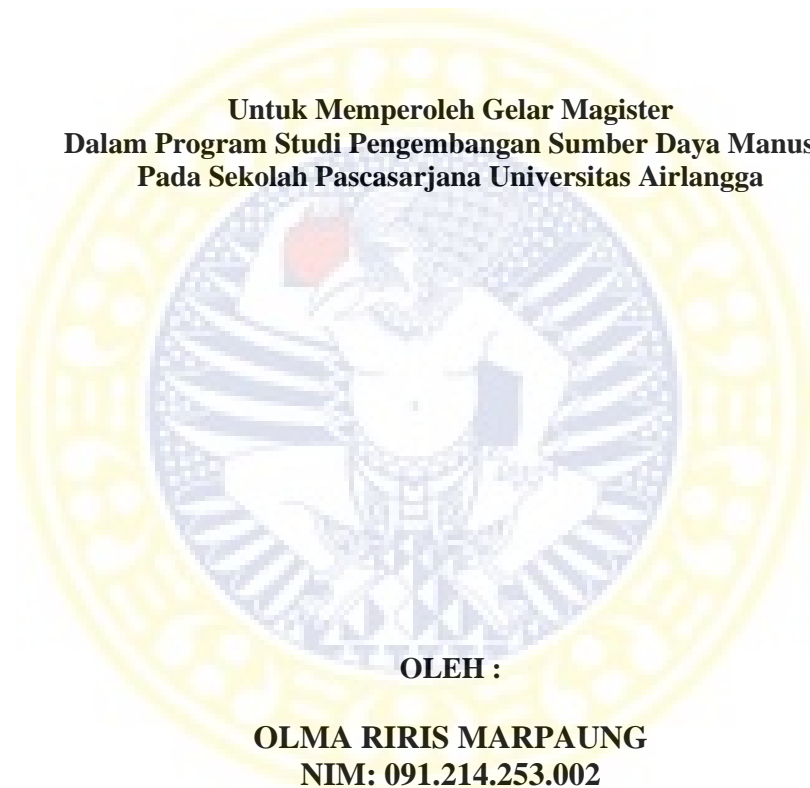 Untuk Memperoleh Gelar Magister
Dalam Program Studi Pengembangan Sumber Daya Manus
Pada Sekolah Pascasarjana Universitas Airlangga
OLEH :
OLMA RIRIS MARPAUNG
NIM: 091.214.253.002